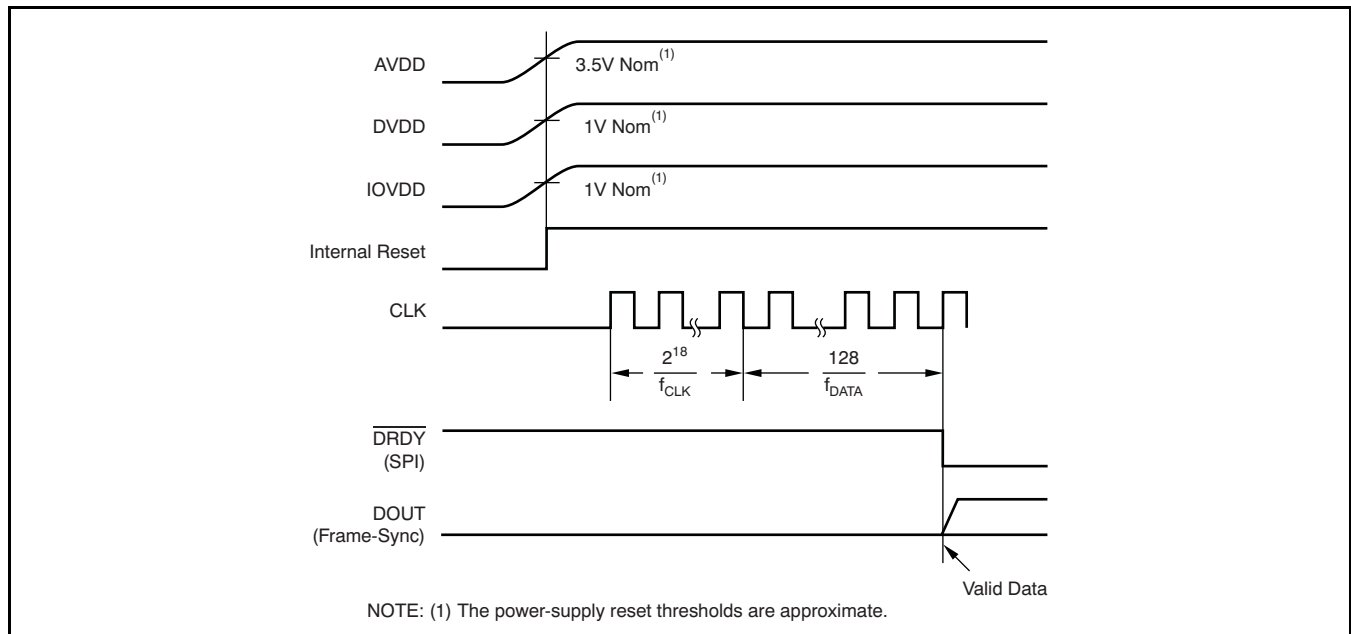 AVDD
3.5V Nom(1)
DVDD
1V Nom(1)
IOVDD
1V Nom(1)
Internal Reset
CLK
2^18
fCLK
128
fDATA
DRDY
(SPI)
DOUT
(Frame-Sync)
Valid Data
NOTE: (1) The power-supply reset thresholds are approximate.